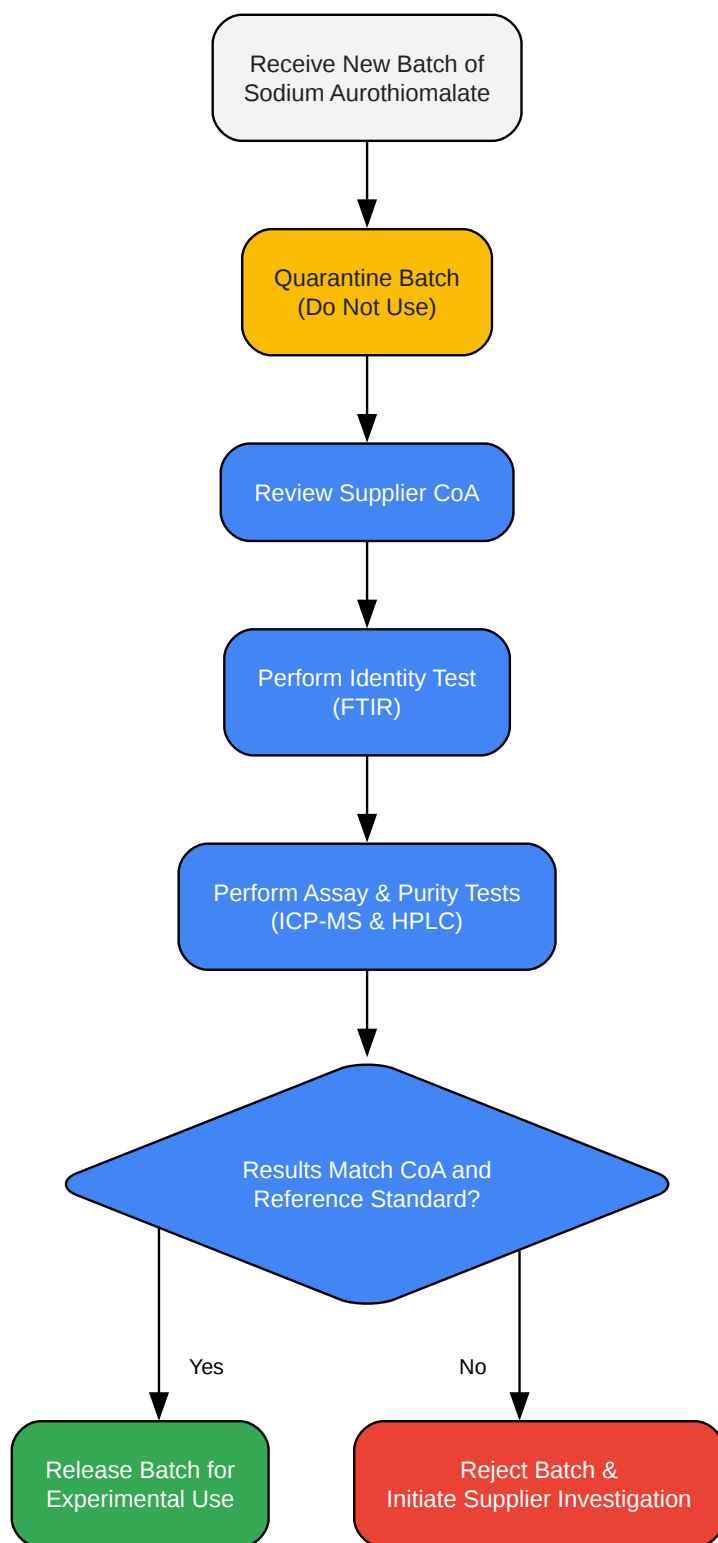 Receive New Batch of
Sodium Aurothiomalate
Quarantine Batch
(Do Not Use)
Review Supplier CoA
Perform Identity Test
(FTIR)
Perform Assay & Purity Tests
(ICP-MS & HPLC)
Results Match CoA and
Reference Standard?
Yes
No
Release Batch for
Experimental Use
Reject Batch &
Initiate Supplier Investigation